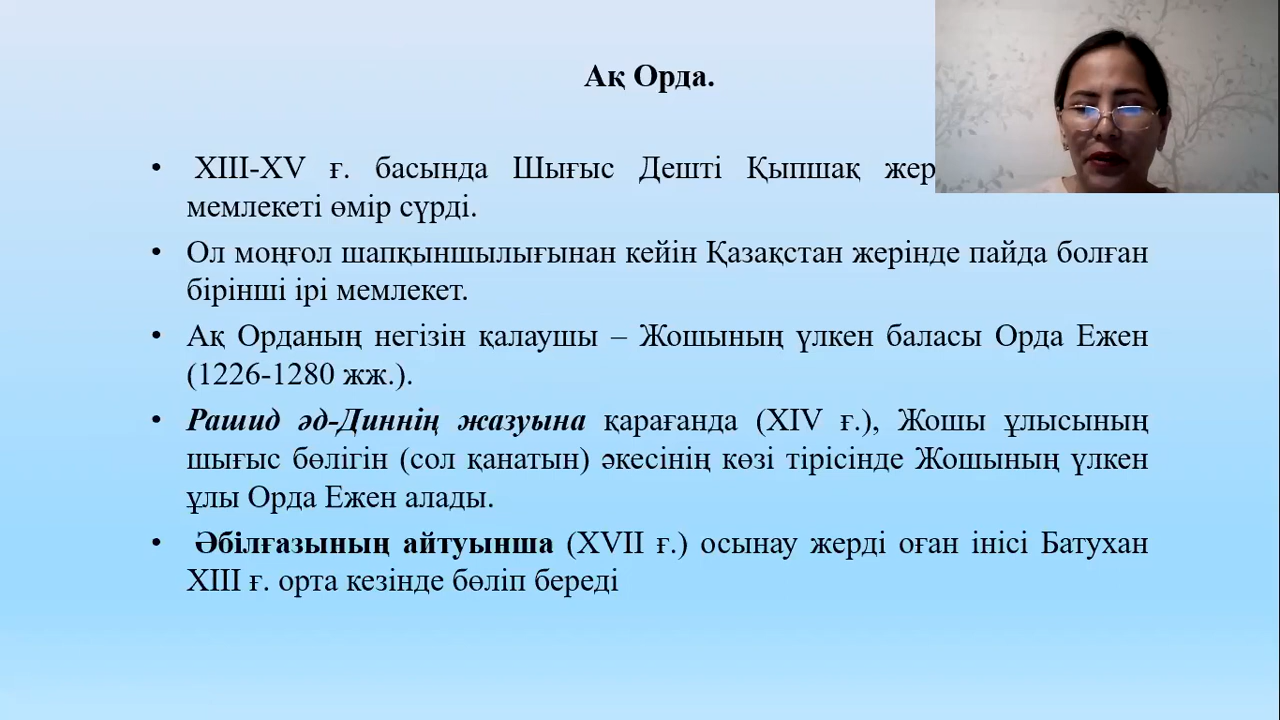 Ақ Орда.
• XIII-XV ғ. басында Шығыс Дешті Қыпшақ
мемлекеті өмір сүрді.
• Ол моңғол шапқыншылығынан кейін Қазақстан жерінде пайда болған
бірінші ірі мемлекет.
• Ақ Орданың негізін қалаушы – Жошының үлкен баласы Орда Ежен
(1226-1280 жж.).
• Рашид әд-Диннің жазуына қарағанда (XIV ғ.), Жошы ұлысының
шығыс бөлігін (сол қанатын) әкесінің көзі тірісінде Жошының үлкен
ұлы Орда Ежен алады.
• Әбілғазының айтуынша (XVII ғ.) осынау жерді оған інісі Батухан
XIII ғ. орта кезінде бөліп береді